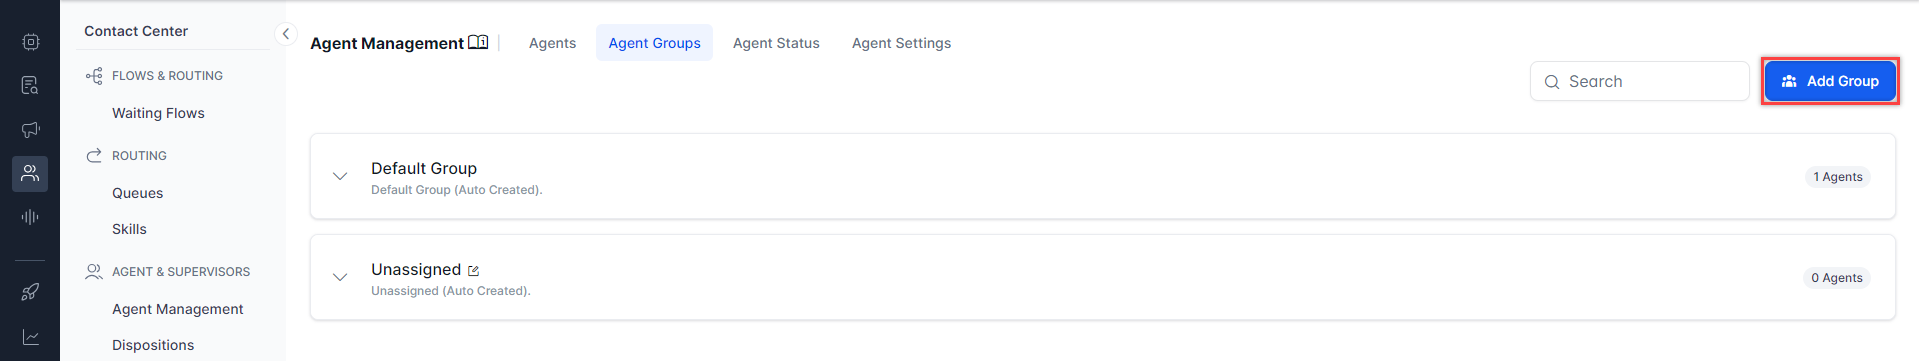 Contact Center
FLOWS & ROUTING
Waiting Flows
ROUTING
Queues
Skills
AGENT & SUPERVISORS
Agent Management
Dispositions
Agent Management
Agents
Agent Groups
Agent Status
Agent Settings
Search
Add Group
Default Group
Default Group (Auto Created).
1 Agents
Unassigned
Unassigned (Auto Created).
0 Agents